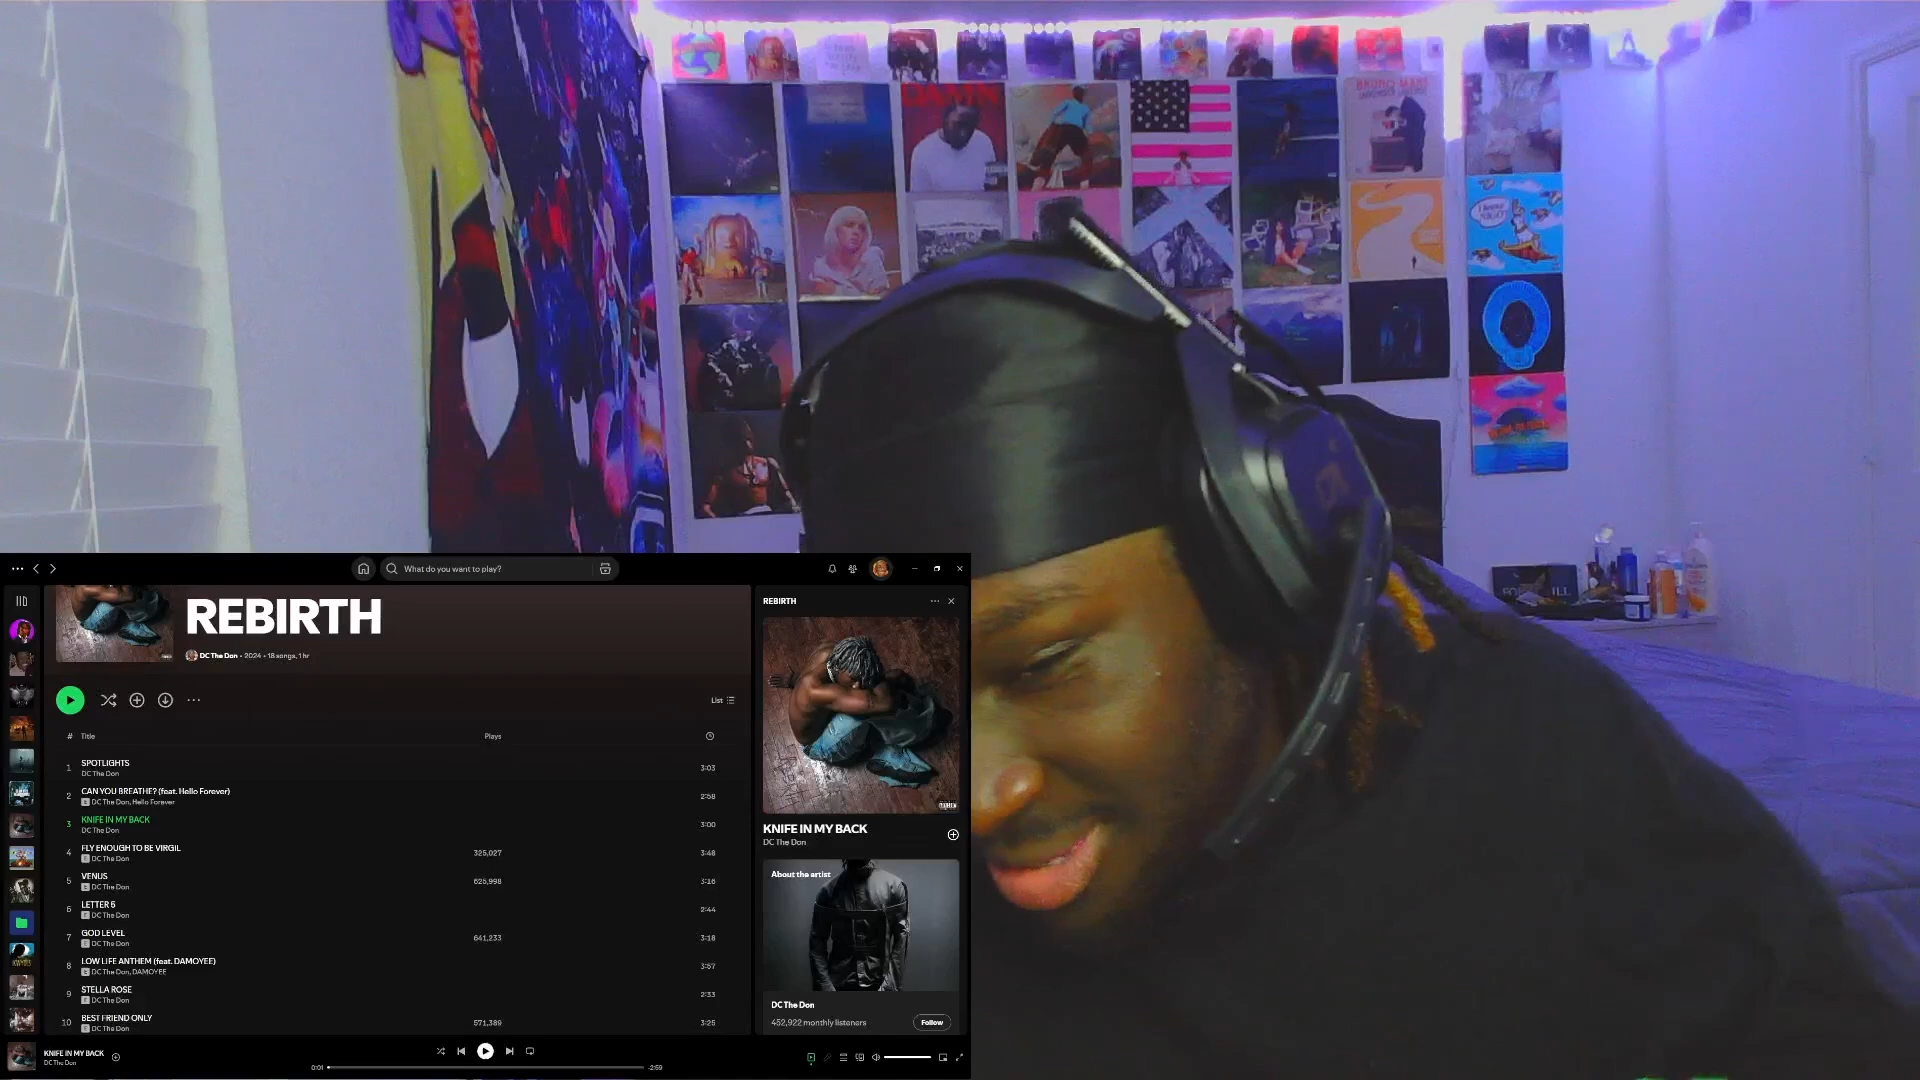 DAMN.
BRUNO MARS
What do you want to play?
REBIRTH
DC The Don • 2024 • 18 songs, 1 hr
List
# Title Plays
1 SPOTLIGHTS 3:03
DC The Don
2 CAN YOU BREATHE? (feat. Hello Forever) 2:58
E DC The Don, Hello Forever
3 KNIFE IN MY BACK 3:00
DC The Don
4 FLY ENOUGH TO BE VIRGIL 325,027 3:48
E DC The Don
5 VENUS 625,998 3:16
E DC The Don
6 LETTER 6 2:44
E DC The Don
7 GOD LEVEL 641,233 3:18
E DC The Don
8 LOW LIFE ANTHEM (feat. DAMOYEE) 3:57
E DC The Don, DAMOYEE
9 STELLA ROSE 2:33
E DC The Don
10 BEST FRIEND ONLY 571,389 3:25
E DC The Don
REBIRTH
KNIFE IN MY BACK
DC The Don
About the artist
DC The Don
452,922 monthly listeners
Follow
KNIFE IN MY BACK
DC The Don
0:01
-2:59